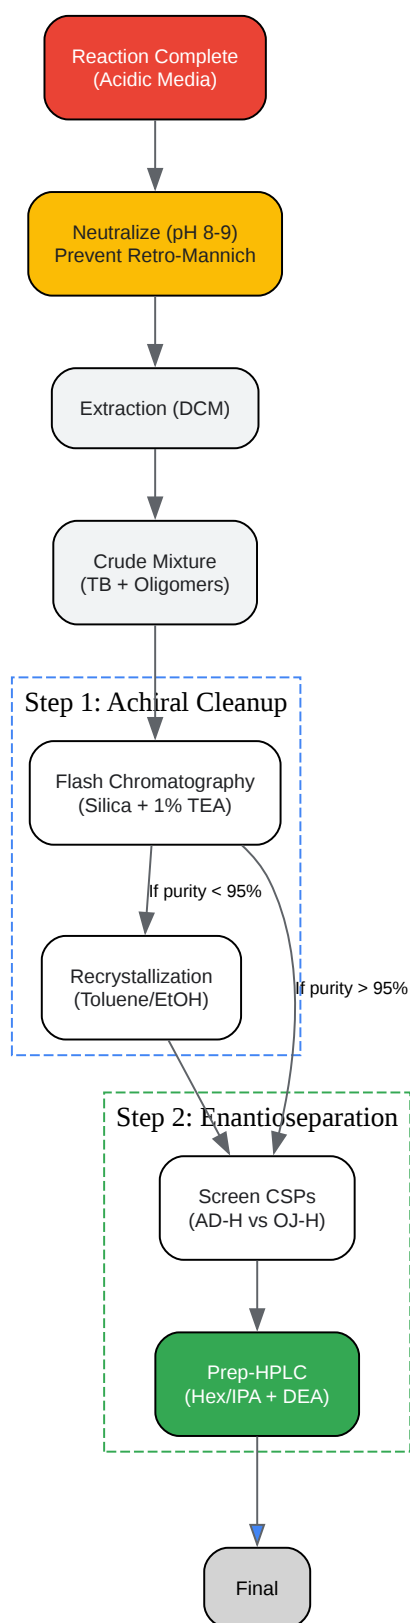 Reaction Complete
(Acidic Media)
Neutralize (pH 8-9)
Prevent Retro-Mannich
Extraction (DCM)
Crude Mixture
(TB + Oligomers)
Step 1: Achiral Cleanup
Flash Chromatography
(Silica + 1% TEA)
If purity < 95%
Recrystallization
(Toluene/EtOH)
If purity > 95%
Step 2: Enantioseparation
Screen CSPs
(AD-H vs OJ-H)
Prep-HPLC
(Hex/IPA + DEA)
Final